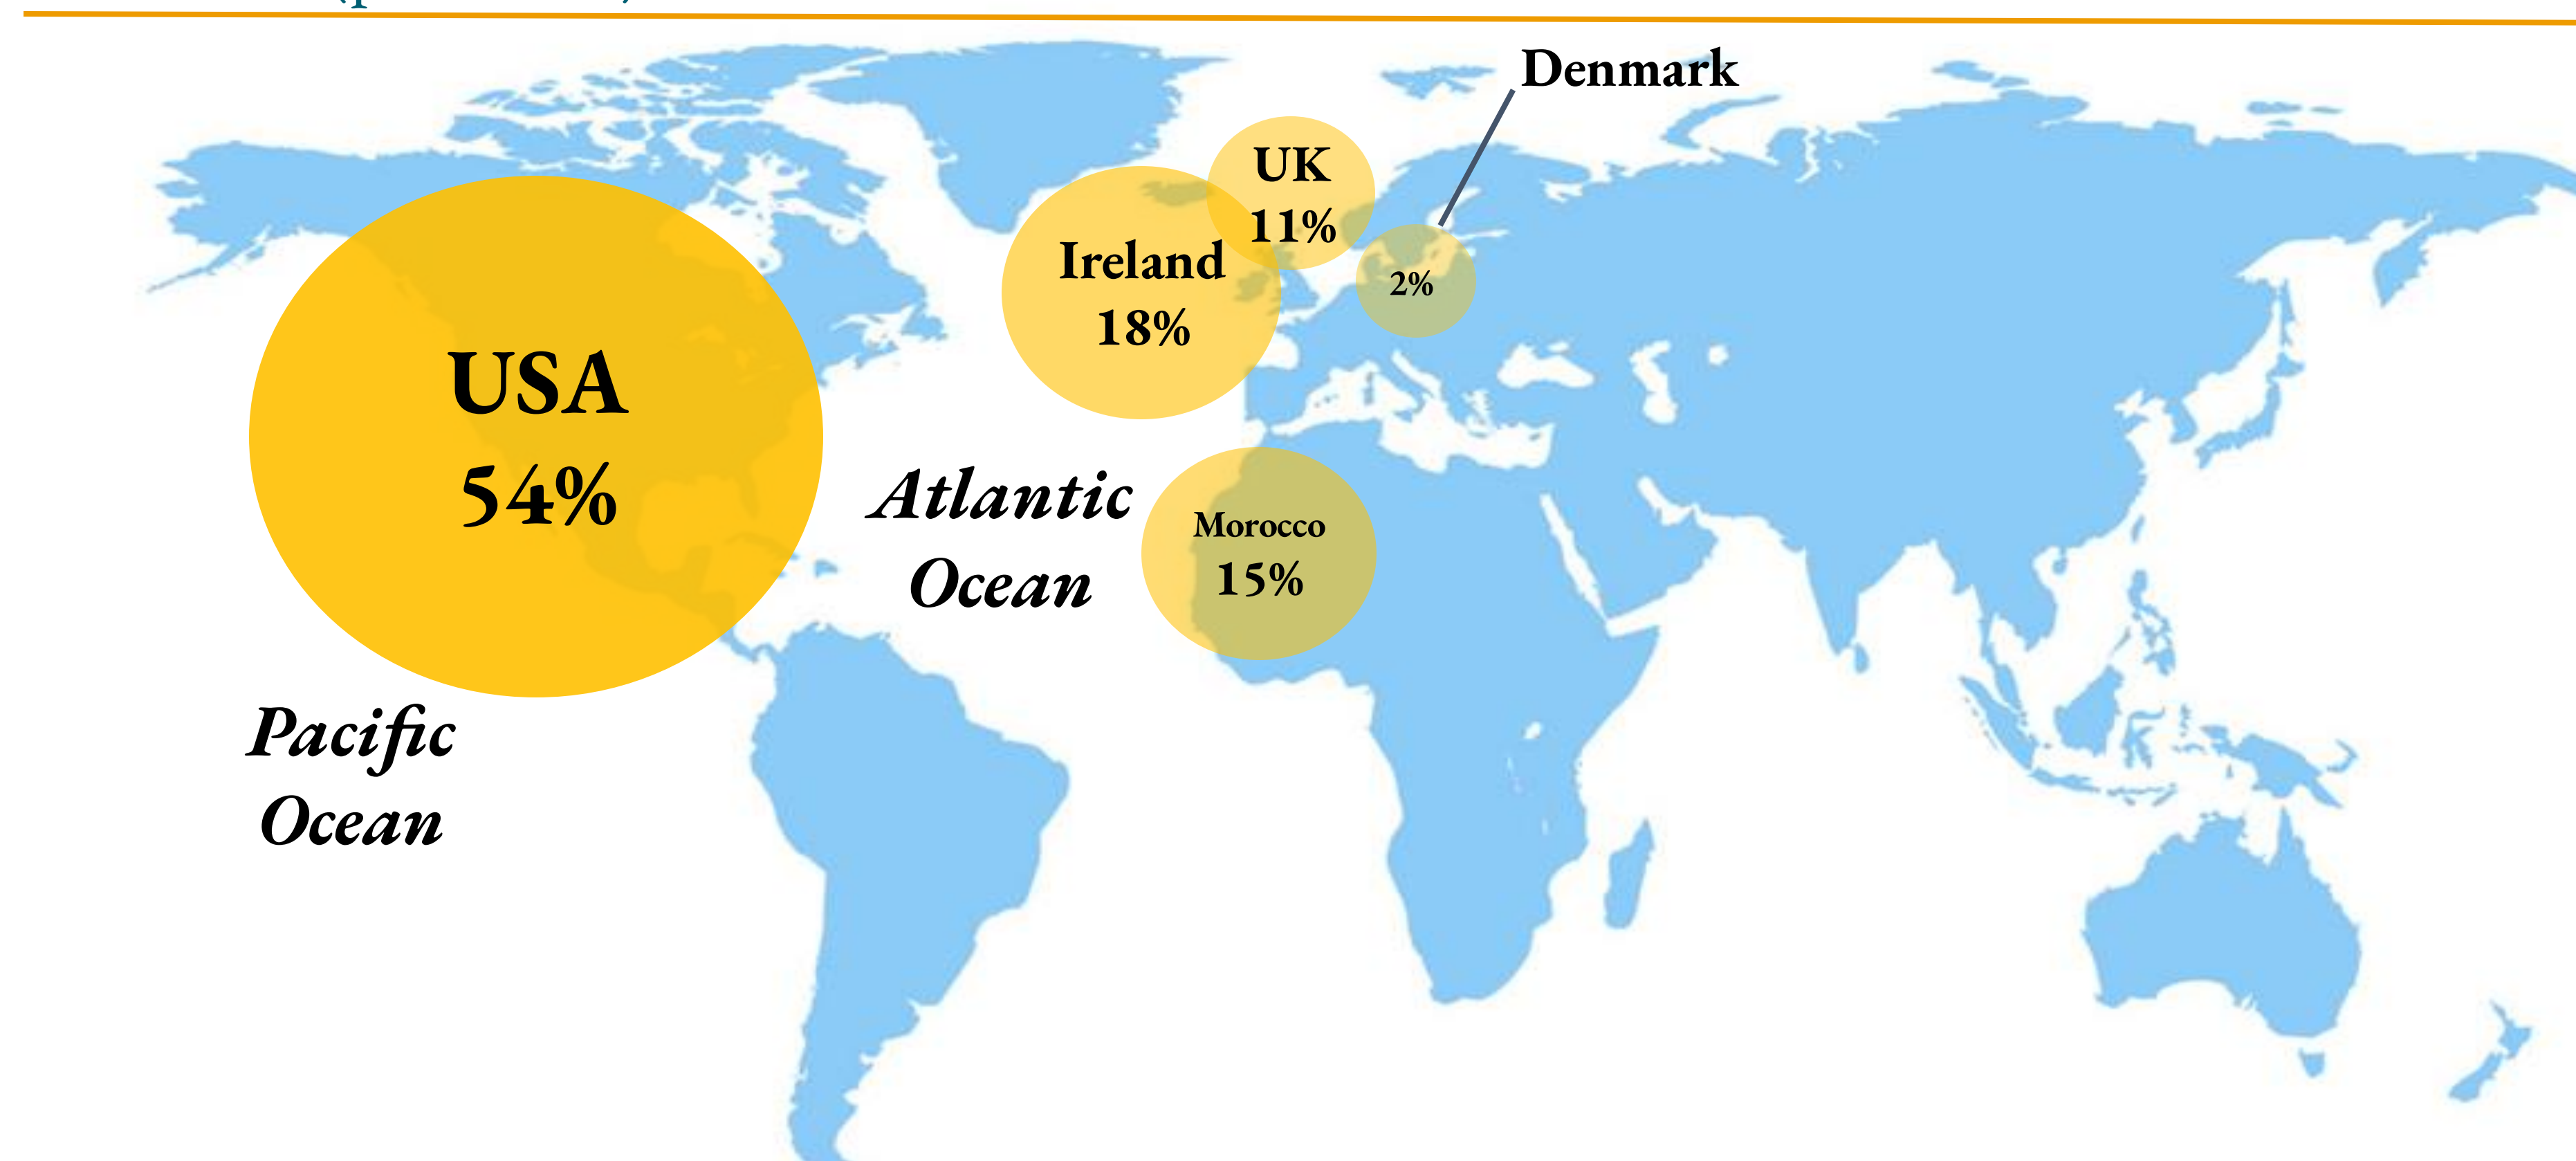 Denmark
UK
11%
Ireland
18%
2%
USA
54%
Atlantic
Ocean
Morocco
15%
Pacific
Ocean